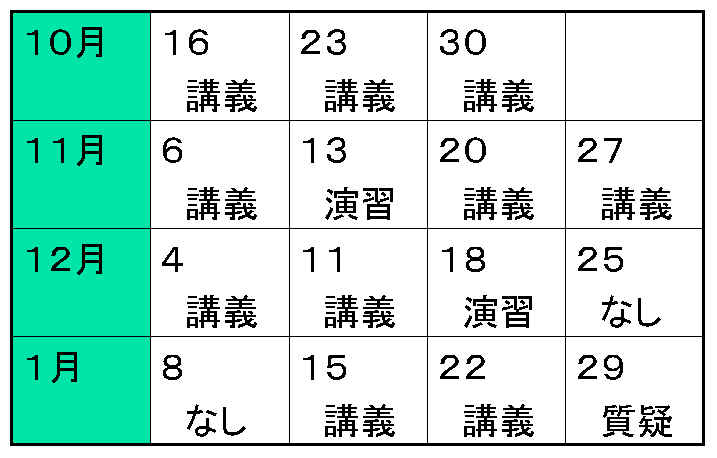 10月 16 23 30
講義 講義 講義
11月 6 13 20 27
講義 演習 講義 講義
12月 4 11 18 25
講義 講義 演習 なし
1月 8 15 22 29
なし 講義 講義 質疑